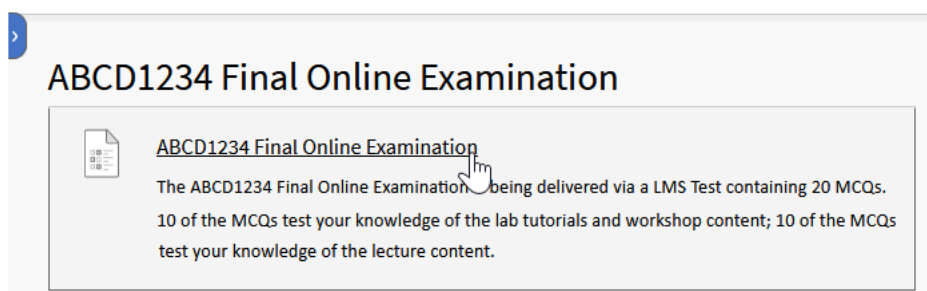 ABCD1234 Final Online Examination
ABCD1234 Final Online Examination
The ABCD1234 Final Online Examination being delivered via a LMS Test containing 20 MCQs.
10 of the MCQs test your knowledge of the lab tutorials and workshop content; 10 of the MCQs
test your knowledge of the lecture content.